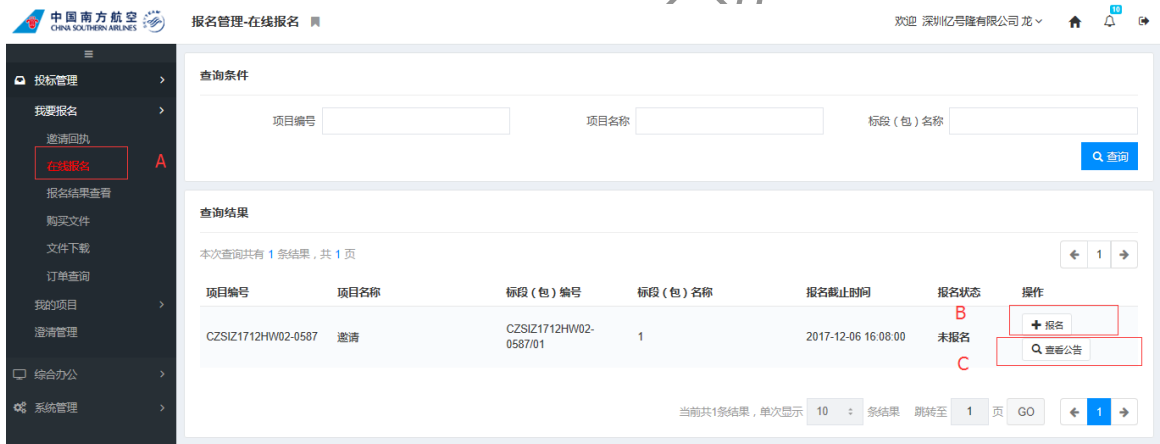 中国南方航空
CHINA SOUTHERN AIRLINES
报名管理-在线报名
欢迎 深圳亿号隆有限公司 龙
10
投标管理
我要报名
邀请回执
在线报名
A
报名结果查看
购买文件
文件下载
订单查询
我的项目
澄清管理
综合办公
系统管理
查询条件
项目编号
项目名称
标段（包）名称
查询
查询结果
本次查询共有 1 条结果，共 1 页
1
项目编号 项目名称 标段（包）编号 标段（包）名称 报名截止时间 报名状态 操作
B
CZSIZ1712HW02-0587 邀请 CZSIZ1712HW02-0587/01 1 2017-12-06 16:08:00 未报名
报名
查看公告
C
当前共1条结果，单次显示 10 条结果 跳转至 1 页 GO
1